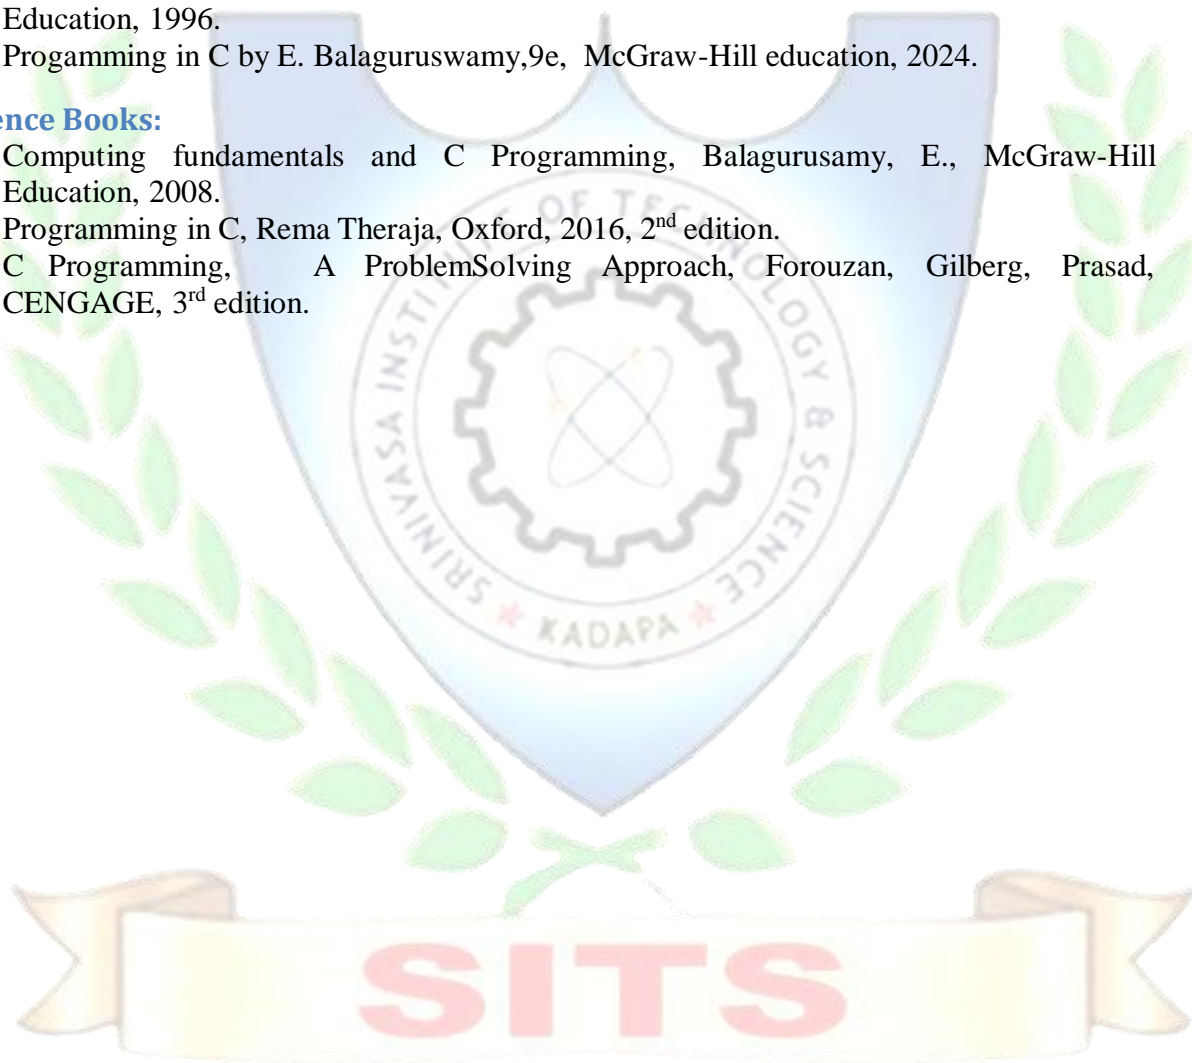 Education, 1996.
Progamming in C by E. Balaguruswamy,9e, McGraw-Hill education, 2024.
ence Books:
Computing fundamentals and C Programming, Balagurusamy, E., McGraw-Hill
Education, 2008.
Programming in C, Rema Theraja, Oxford, 2016, 2nd edition.
C Programming, A ProblemSolving Approach, Forouzan, Gilberg, Prasad,
CENGAGE, 3rd edition.
SRINIVASA INSTITUTE OF TECHNOLOGY & SCIENCE
KADAPA
SITS